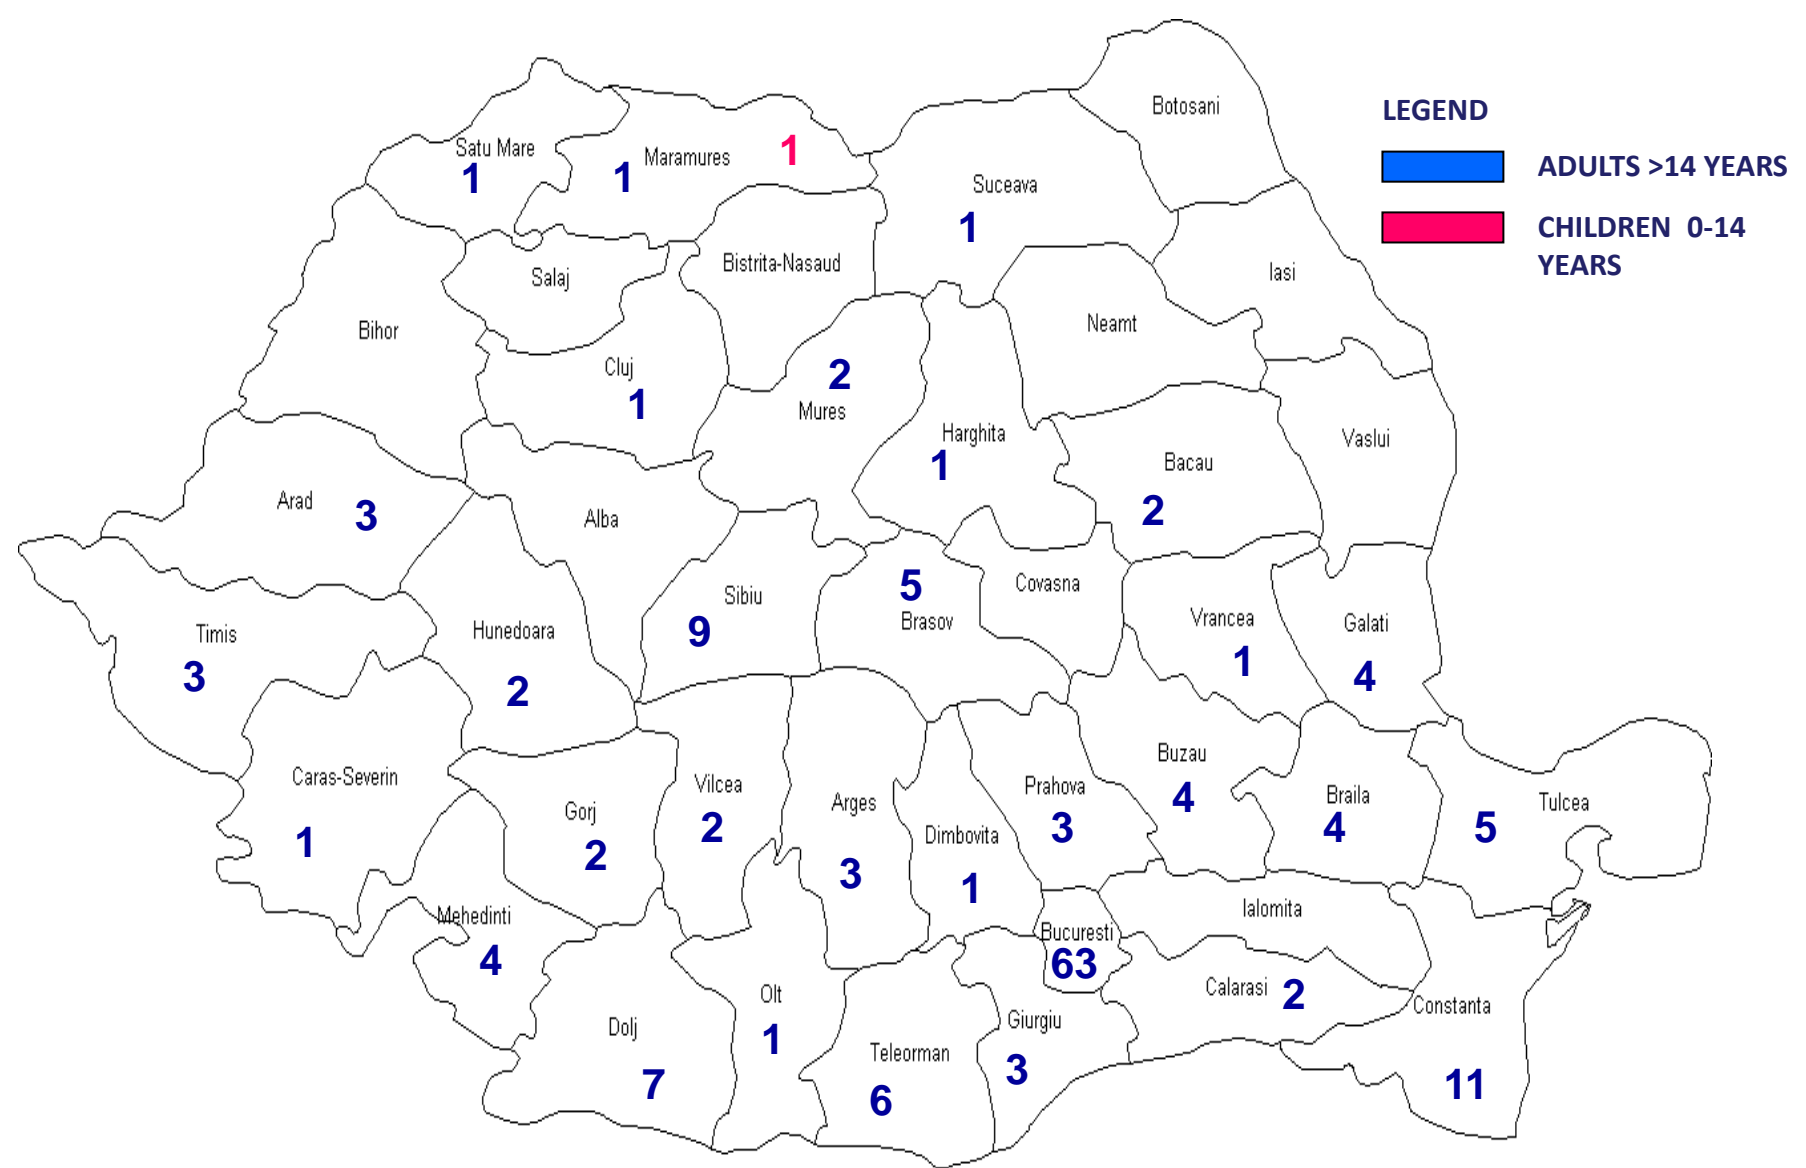 Botosani
LEGEND
ADULTS >14 YEARS
CHILDREN 0-14
YEARS
Satu Mare
1
Maramures
1
1
Suceava
1
Bistrita-Nasaud
Salaj
Iasi
Bihor
Neamt
Cluj
1
2
Mures
Harghita
1
Vaslui
Bacau
2
Arad
3
Alba
5
Brasov
Covasna
Sibiu
9
Vrancea
1
Galati
4
Timis
3
Hunedoara
2
Caras-Severin
1
Gorj
2
Vilcea
2
Arges
3
Dimbovita
1
Prahova
3
Buzau
4
Braila
4
Tulcea
5
Mehedinti
4
Bucuresti
63
Ialomita
Calarasi 2
Constanta
11
Dolj
7
Olt
1
Teleorman
6
Giurgiu
3